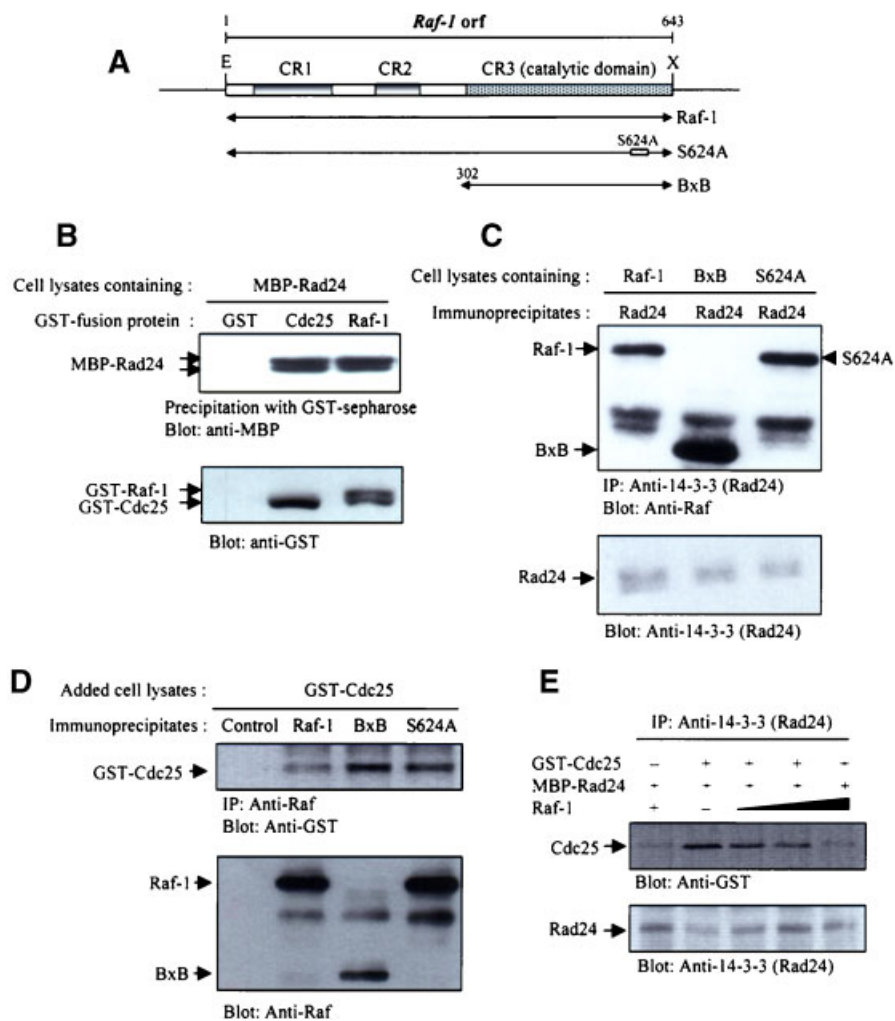 1 Raf-1 orf 643
A
E CR1 CR2 CR3 (catalytic domain) X
Raf-1
S624A
S624A
302
BxB
B
Cell lysates containing : MBP-Rad24
GST-fusion protein : GST Cdc25 Raf-1
MBP-Rad24
Precipitation with GST-sepharose
Blot: anti-MBP
GST-Raf-1
GST-Cdc25
Blot: anti-GST
C
Cell lysates containing : Raf-1 BxB S624A
Immunoprecipitates : Rad24 Rad24 Rad24
Raf-1
S624A
BxB
IP: Anti-14-3-3 (Rad24)
Blot: Anti-Raf
Rad24
Blot: Anti-14-3-3 (Rad24)
D
Added cell lysates : GST-Cdc25
Immunoprecipitates : Control Raf-1 BxB S624A
GST-Cdc25
IP: Anti-Raf
Blot: Anti-GST
Raf-1
BxB
Blot: Anti-Raf
E
IP: Anti-14-3-3 (Rad24)
GST-Cdc25 – + + + +
MBP-Rad24 + + + + +
Raf-1 + –
Cdc25
Blot: Anti-GST
Rad24
Blot: Anti-14-3-3 (Rad24)